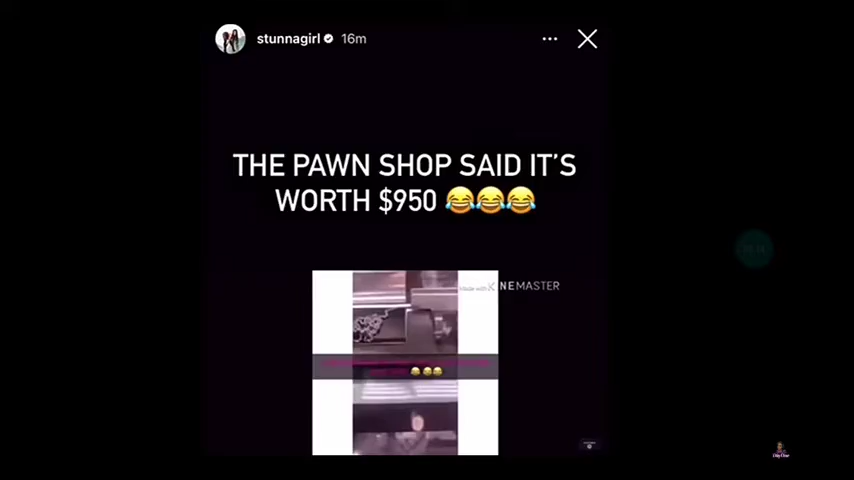 stunnagirl 16m
THE PAWN SHOP SAID IT'S
WORTH $950 😂😂😂
Made with KINEMASTER
😂😂😂